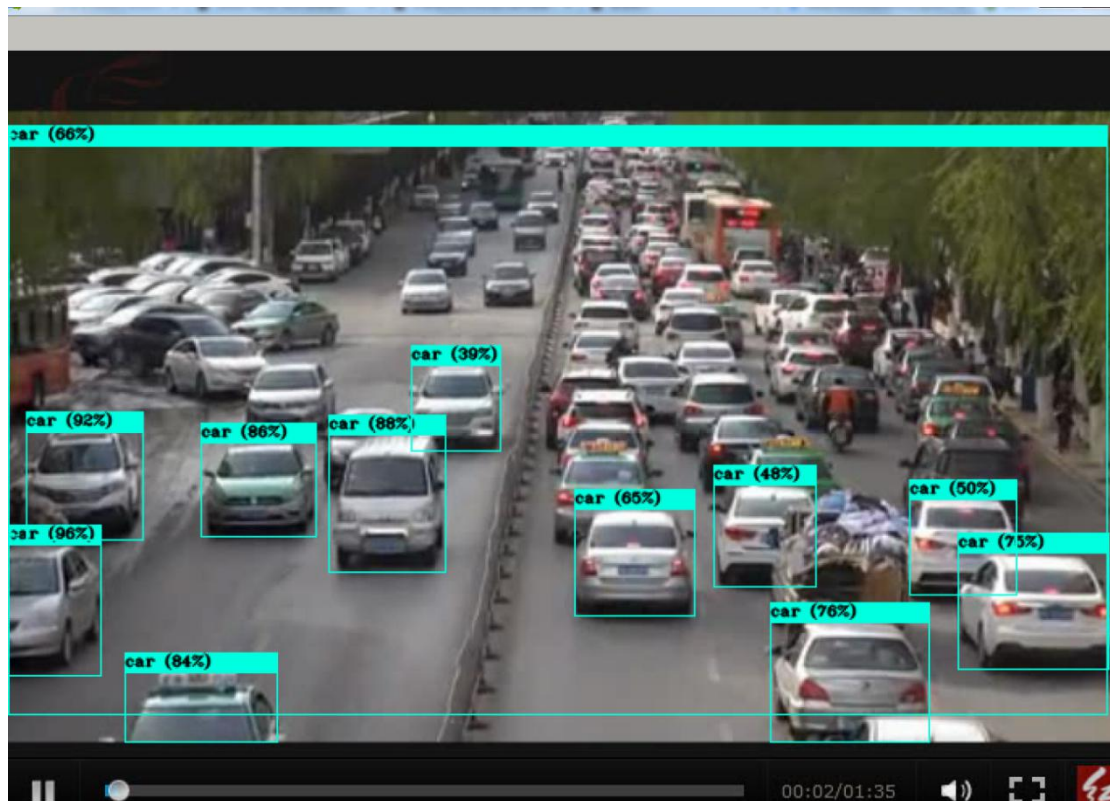 car (66%)
car (39%)
car (92%)
car (86%)
car (88%)
car (48%)
car (50%)
car (65%)
car (96%)
car (75%)
car (76%)
car (84%)
00:02/01:35